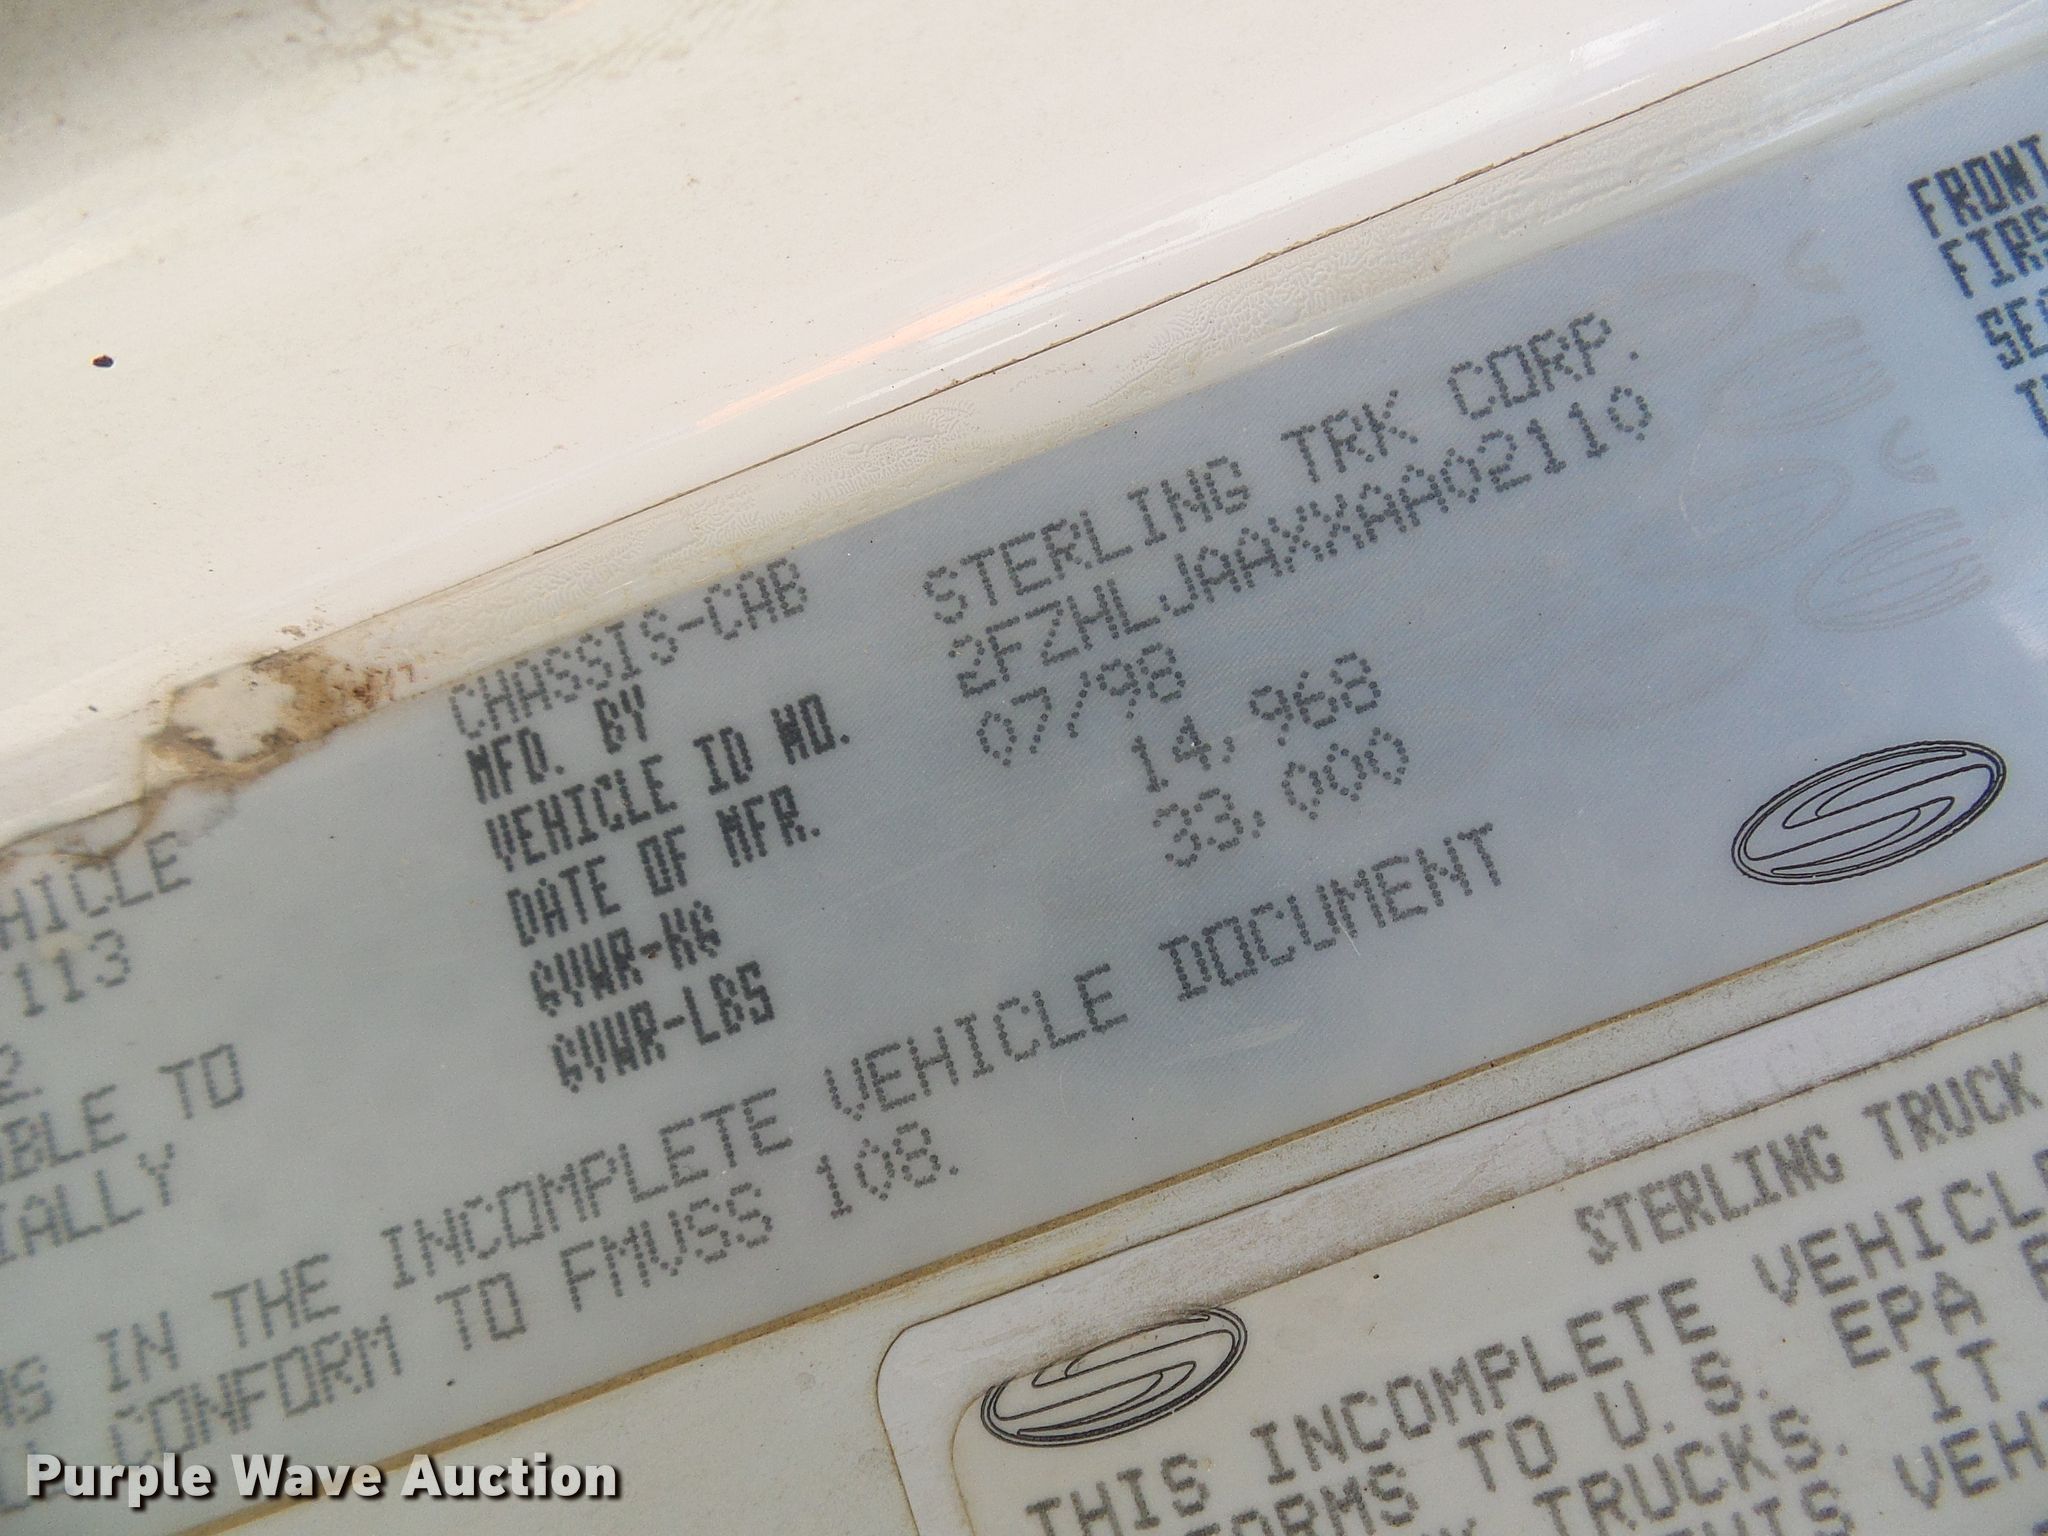 CHASSIS-CAB
MFD. BY STERLING TRK CORP.
VEHICLE ID NO. 2FZHLJAAXXAA02110
DATE OF MFR. 07/98
GVWR-KG 14,968
GVWR-LBS 33,000
HICLE
113
BLE TO
IALLY
IN THE INCOMPLETE VEHICLE DOCUMENT
CONFORM TO FMVSS 108.
FRONT
STERLING TRUCK
THIS INCOMPLETE VEHICLE
TO U.S. EPA
TRUCKS. IT
Purple Wave Auction